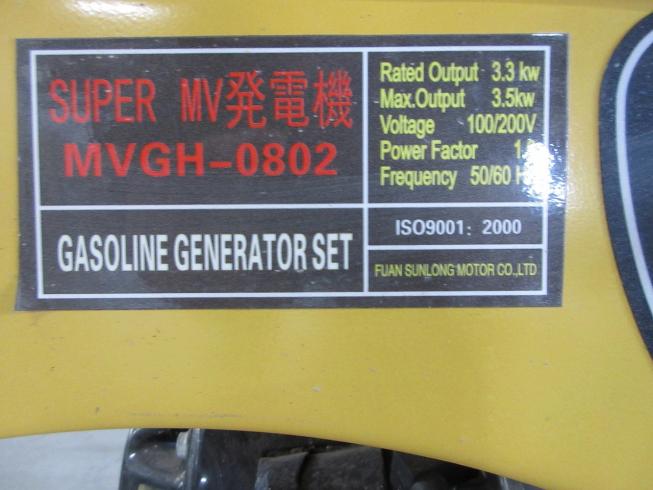 SUPER MV発電機
MVGH-0802
GASOLINE GENERATOR SET
Rated Output 3.3 kw
Max.Output 3.5kw
Voltage 100/200V
Power Factor
Frequency 50/60
ISO9001: 2000
FUAN SUNLONG MOTOR CO.,LTD